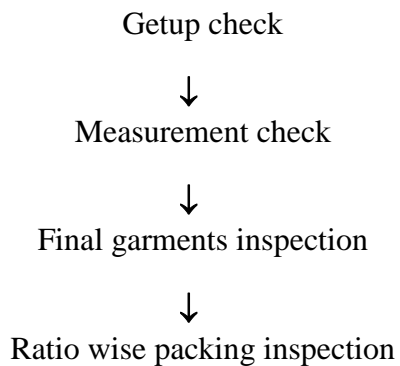 Getup check
↓
Measurement check
↓
Final garments inspection
↓
Ratio wise packing inspection